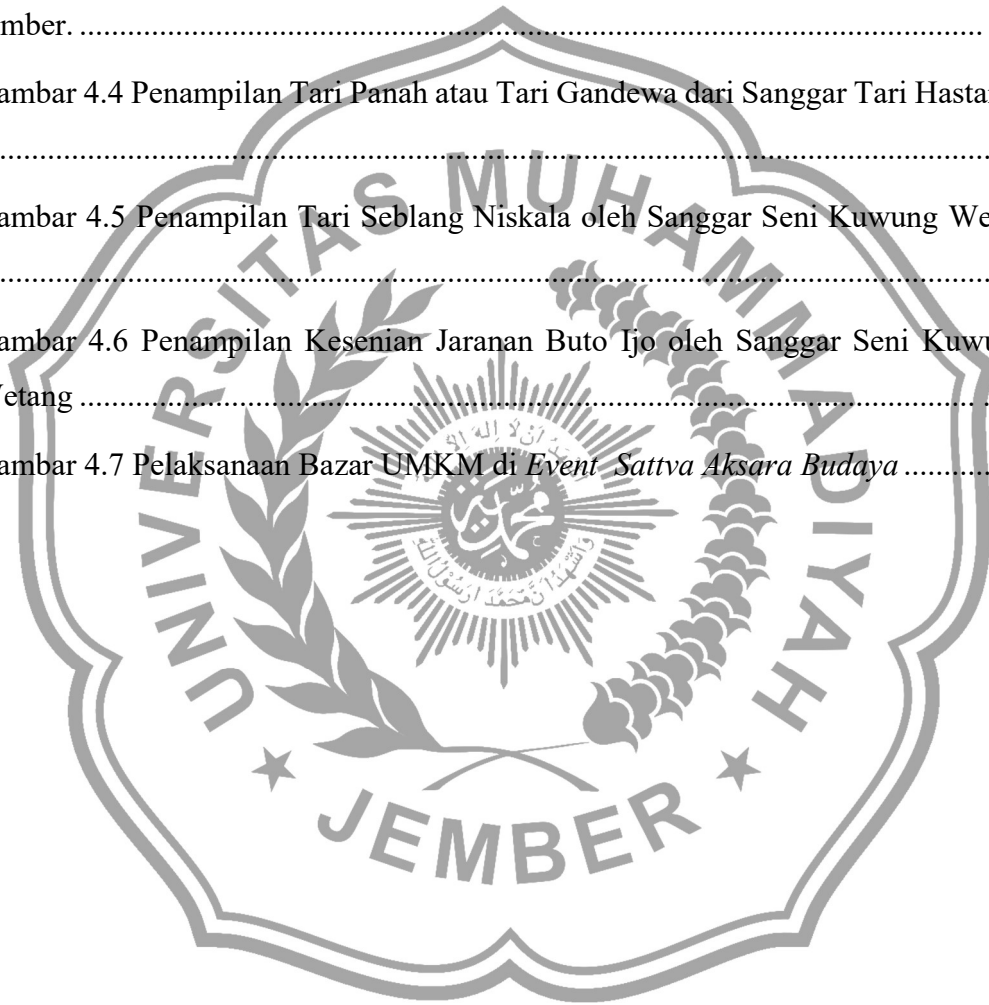 mber. ........................................................................................................
ambar 4.4 Penampilan Tari Panah atau Tari Gandewa dari Sanggar Tari Hastar
........................................................................................................
ambar 4.5 Penampilan Tari Seblang Niskala oleh Sanggar Seni Kuwung We
........................................................................................................
ambar 4.6 Penampilan Kesenian Jaranan Buto Ijo oleh Sanggar Seni Kuwu
etang ........................................................................................................
ambar 4.7 Pelaksanaan Bazar UMKM di Event Sattva Aksara Budaya ............
UNIVERSITAS MUHAMMADIYAH
JEMBER